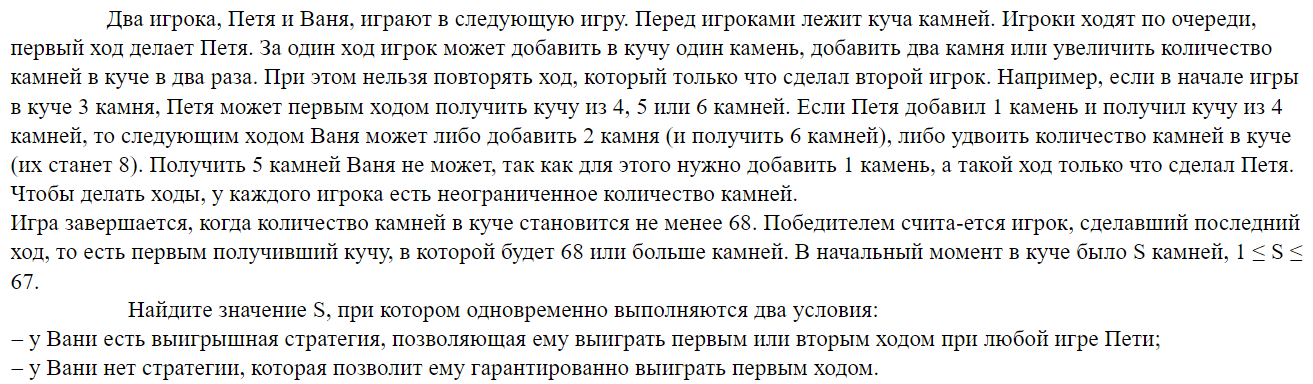 Два игрока, Петя и Ваня, играют в следующую игру. Перед игроками лежит куча камней. Игроки ходят по очереди,
первый ход делает Петя. За один ход игрок может добавить в кучу один камень, добавить два камня или увеличить количество
камней в куче в два раза. При этом нельзя повторять ход, который только что сделал второй игрок. Например, если в начале игры
в куче 3 камня, Петя может первым ходом получить кучу из 4, 5 или 6 камней. Если Петя добавил 1 камень и получил кучу из 4
камней, то следующим ходом Ваня может либо добавить 2 камня (и получить 6 камней), либо удвоить количество камней в куче
(их станет 8). Получить 5 камней Ваня не может, так как для этого нужно добавить 1 камень, а такой ход только что сделал Петя.
Чтобы делать ходы, у каждого игрока есть неограниченное количество камней.
Игра завершается, когда количество камней в куче становится не менее 68. Победителем счита-ется игрок, сделавший последний
ход, то есть первым получивший кучу, в которой будет 68 или больше камней. В начальный момент в куче было S камней, 1 ≤ S ≤
67.
Найдите значение S, при котором одновременно выполняются два условия:
– у Вани есть выигрышная стратегия, позволяющая ему выиграть первым или вторым ходом при любой игре Пети;
– у Вани нет стратегии, которая позволит ему гарантированно выиграть первым ходом.